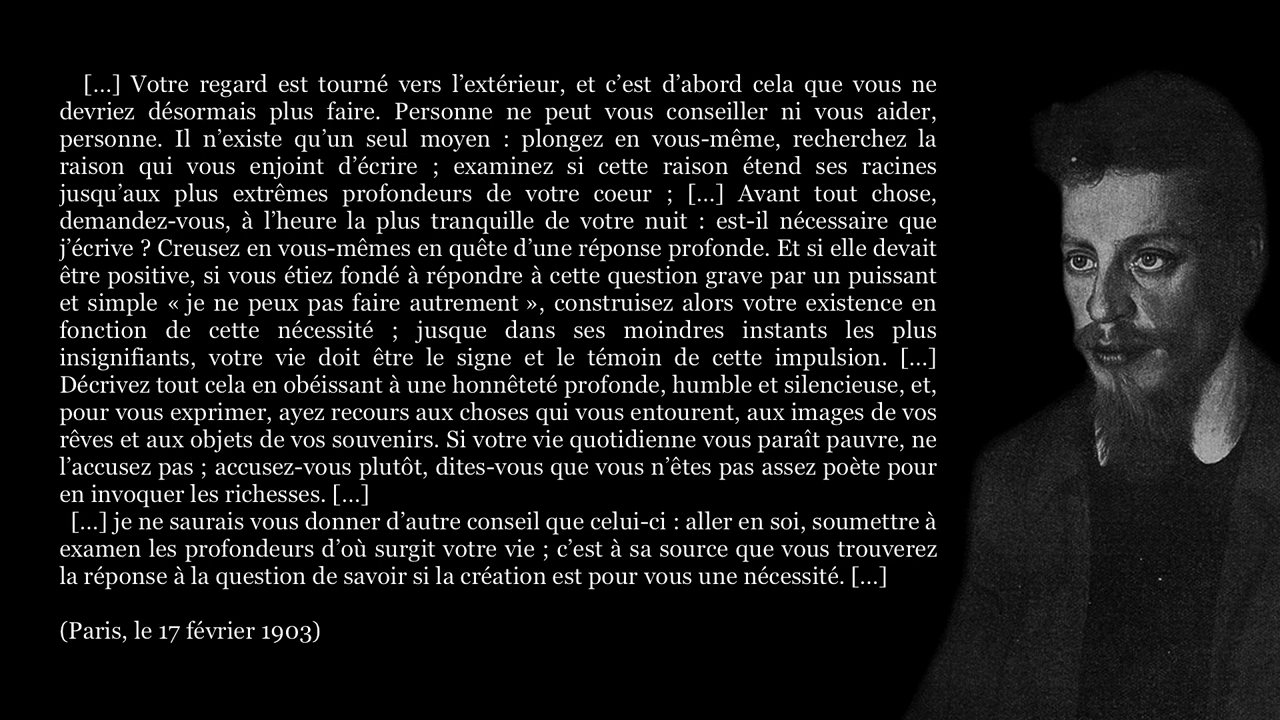 [...] Votre regard est tourné vers l’extérieur, et c’est d’abord cela que vous ne
devriez désormais plus faire. Personne ne peut vous conseiller ni vous aider,
personne. Il n’existe qu’un seul moyen : plongez en vous-même, recherchez la
raison qui vous enjoint d’écrire ; examinez si cette raison étend ses racines
jusqu’aux plus extrêmes profondeurs de votre coeur ; [...] Avant tout chose,
demandez-vous, à l’heure la plus tranquille de votre nuit : est-il nécessaire que
j’écrive ? Creusez en vous-mêmes en quête d’une réponse profonde. Et si elle devait
être positive, si vous étiez fondé à répondre à cette question grave par un puissant
et simple « je ne peux pas faire autrement », construisez alors votre existence en
fonction de cette nécessité ; jusque dans ses moindres instants les plus
insignifiants, votre vie doit être le signe et le témoin de cette impulsion. [...]
Décrivez tout cela en obéissant à une honnêteté profonde, humble et silencieuse, et,
pour vous exprimer, ayez recours aux choses qui vous entourent, aux images de vos
rêves et aux objets de vos souvenirs. Si votre vie quotidienne vous paraît pauvre, ne
l’accusez pas ; accusez-vous plutôt, dites-vous que vous n’êtes pas assez poète pour
en invoquer les richesses. [...]
[...] je ne saurais vous donner d’autre conseil que celui-ci : aller en soi, soumettre à
examen les profondeurs d’où surgit votre vie ; c’est à sa source que vous trouverez
la réponse à la question de savoir si la création est pour vous une nécessité. [...]
(Paris, le 17 février 1903)